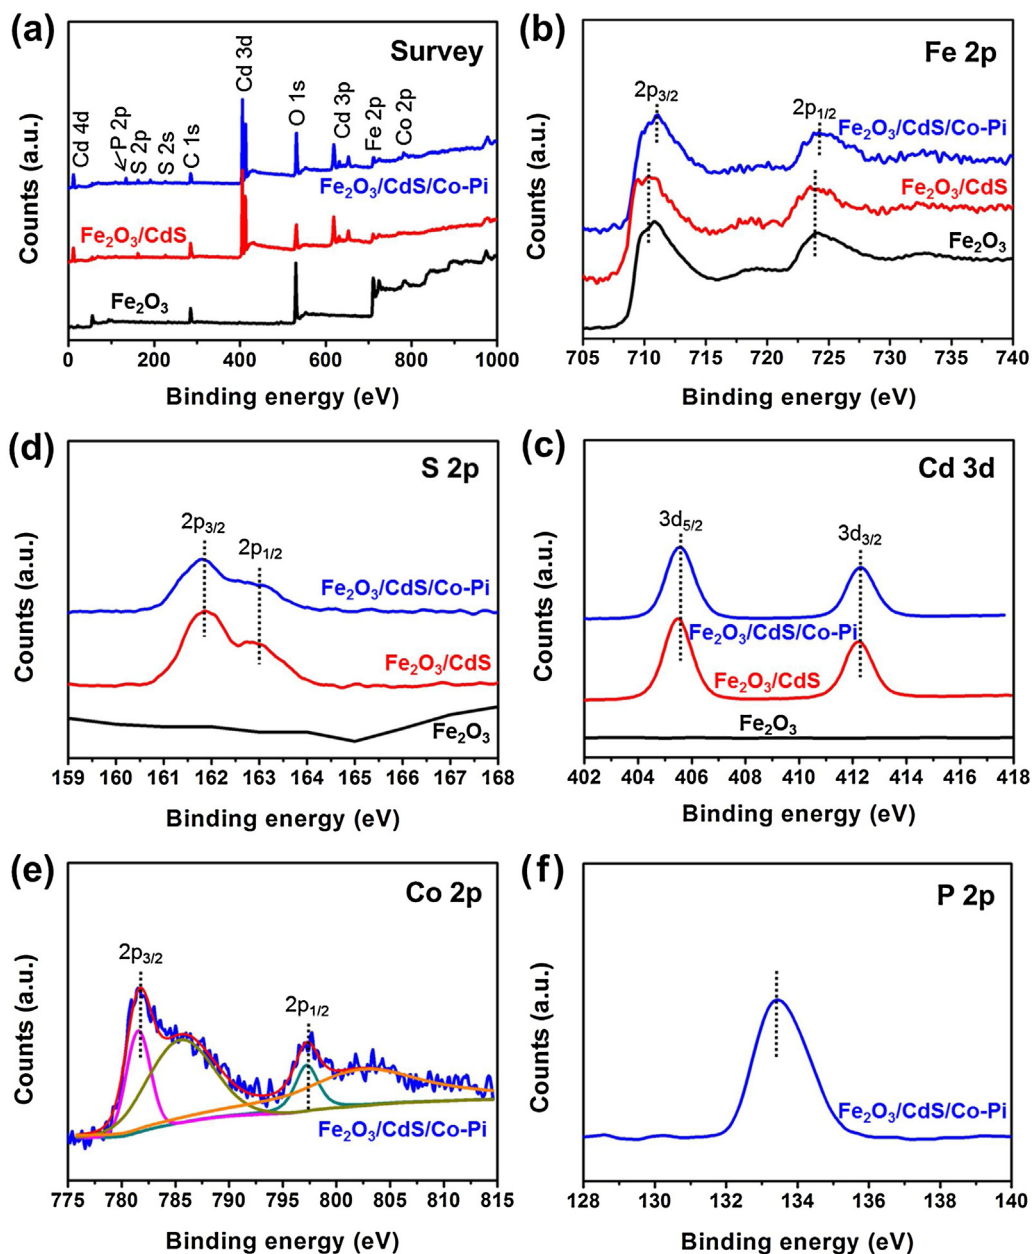 (a)
Survey
Cd 4d
P 2p
S 2p
S 2s
C 1s
Cd 3d
O 1s
Cd 3p
Fe 2p
Co 2p
Fe₂O₃/CdS/Co-Pi
Fe₂O₃/CdS
Fe₂O₃
Counts (a.u.)
0 200 400 600 800 1000
Binding energy (eV)
(b)
Fe 2p
2p₃/₂
2p₁/₂
Fe₂O₃/CdS/Co-Pi
Fe₂O₃/CdS
Fe₂O₃
Counts (a.u.)
705 710 715 720 725 730 735 740
Binding energy (eV)
(d)
S 2p
2p₃/₂
2p₁/₂
Fe₂O₃/CdS/Co-Pi
Fe₂O₃/CdS
Fe₂O₃
Counts (a.u.)
159 160 161 162 163 164 165 166 167 168
Binding energy (eV)
(c)
Cd 3d
3d₅/₂
3d₃/₂
Fe₂O₃/CdS/Co-Pi
Fe₂O₃/CdS
Fe₂O₃
Counts (a.u.)
402 404 406 408 410 412 414 416 418
Binding energy (eV)
(e)
Co 2p
2p₃/₂
2p₁/₂
Fe₂O₃/CdS/Co-Pi
Counts (a.u.)
775 780 785 790 795 800 805 810 815
Binding energy (eV)
(f)
P 2p
Fe₂O₃/CdS/Co-Pi
Counts (a.u.)
128 130 132 134 136 138 140
Binding energy (eV)